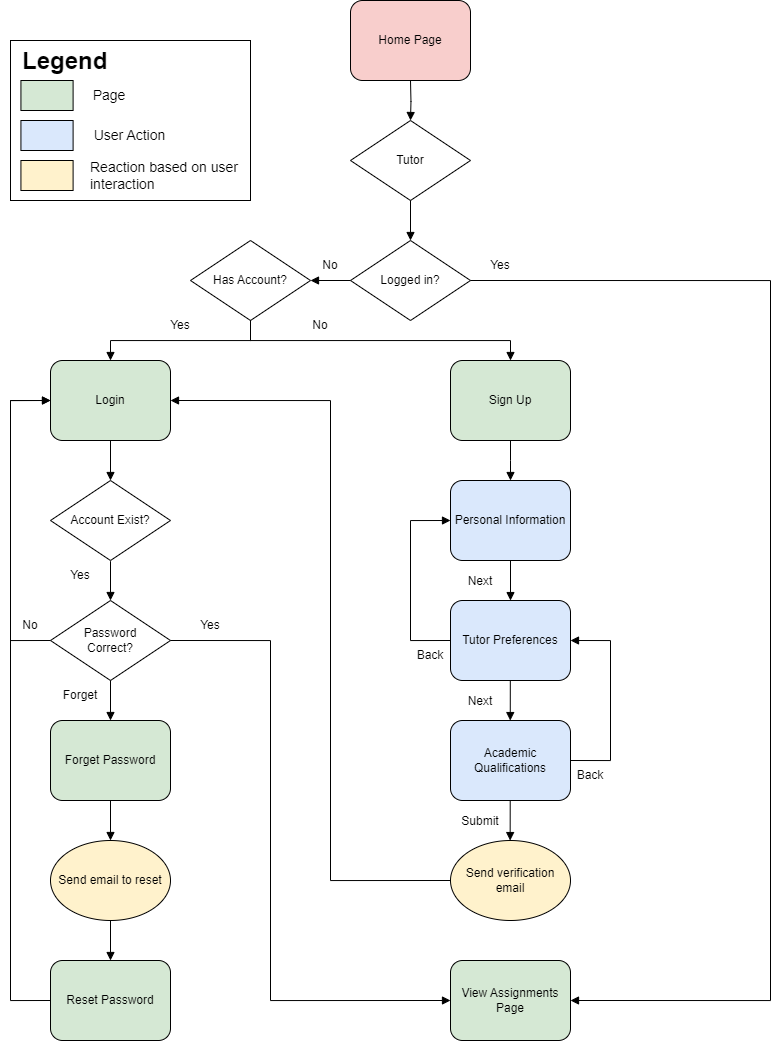 Home Page
Legend
Page
User Action
Reaction based on user
interaction
Tutor
No
Yes
Has Account?
Logged in?
Yes
No
Login
Sign Up
Account Exist?
Personal Information
Yes
Next
No
Yes
Password
Correct?
Tutor Preferences
Back
Forget
Next
Forget Password
Academic
Qualifications
Back
Submit
Send email to reset
Send verification
email
Reset Password
View Assignments
Page